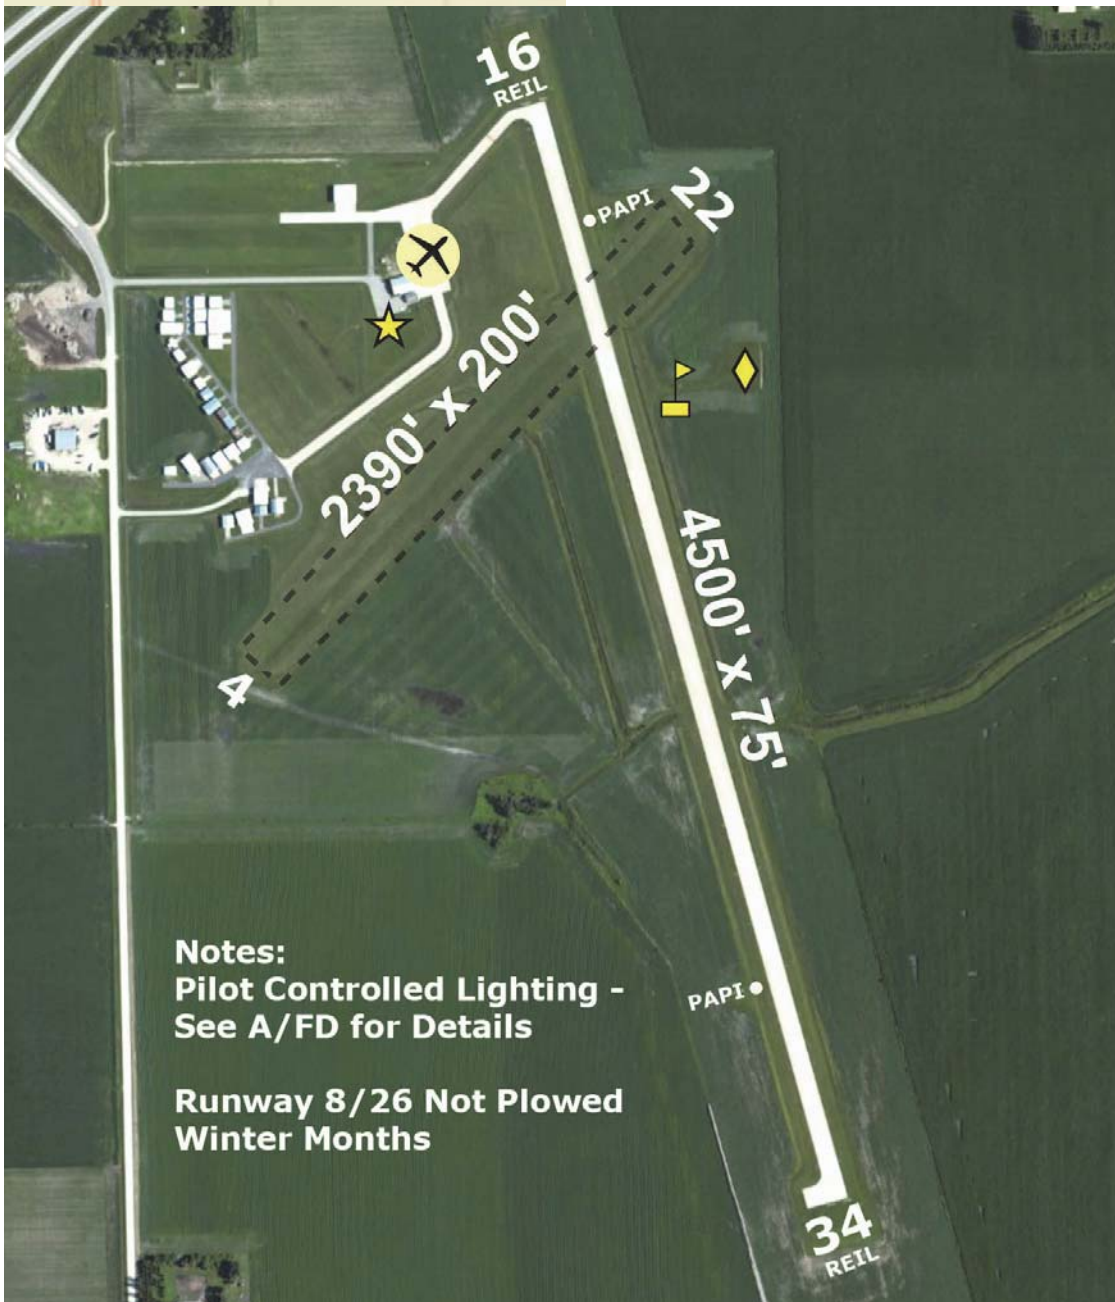 16
REIL
PAPI
22
2390' x 200'
4500' x 75'
4
PAPI
Notes:
Pilot Controlled Lighting -
See A/FD for Details
Runway 8/26 Not Plowed
Winter Months
34
REIL